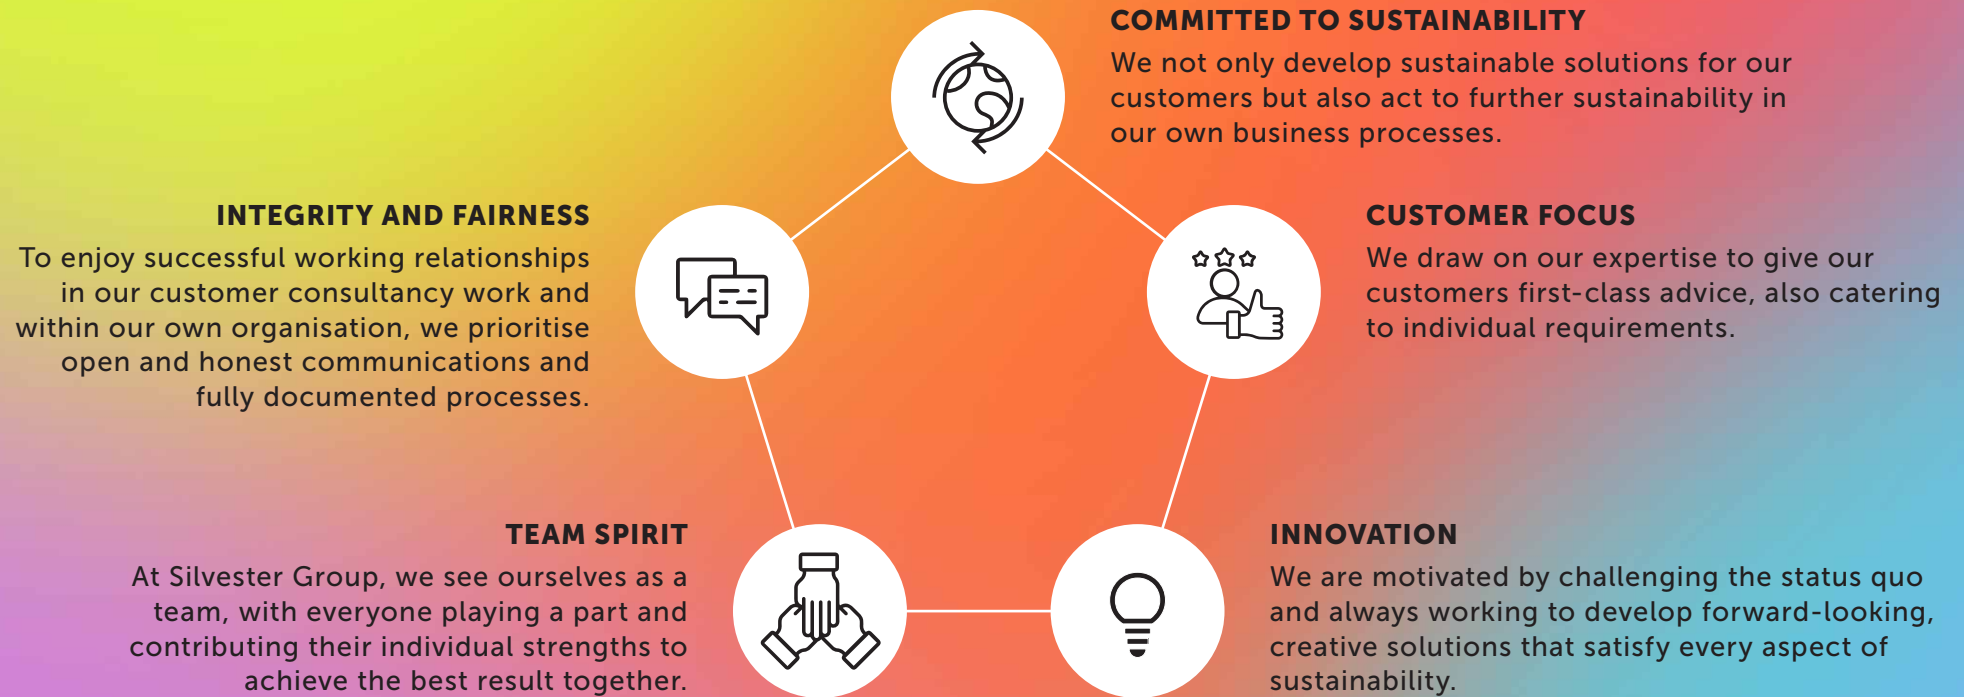 COMMITTED TO SUSTAINABILITY
We not only develop sustainable solutions for our
customers but also act to further sustainability in
our own business processes.
INTEGRITY AND FAIRNESS
To enjoy successful working relationships
in our customer consultancy work and
within our own organisation, we prioritise
open and honest communications and
fully documented processes.
CUSTOMER FOCUS
We draw on our expertise to give our
customers first-class advice, also catering
to individual requirements.
TEAM SPIRIT
At Silvester Group, we see ourselves as a
team, with everyone playing a part and
contributing their individual strengths to
achieve the best result together.
INNOVATION
We are motivated by challenging the status quo
and always working to develop forward-looking,
creative solutions that satisfy every aspect of
sustainability.